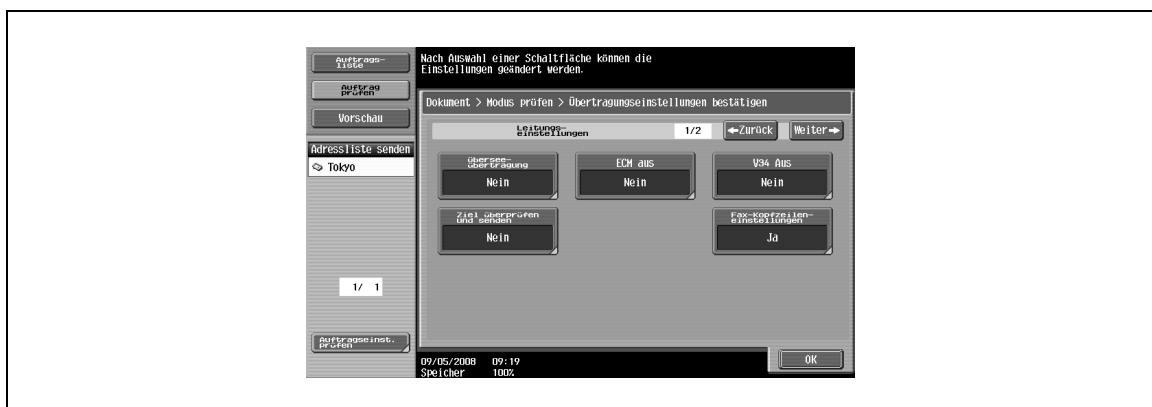 Auftrags-
liste
Auftrag
prüfen
Vorschau
Adressliste senden
Tokyo
1/ 1
Auftragseinst.
prüfen
Nach Auswahl einer Schaltfläche können die
Einstellungen geändert werden.
Dokument > Modus prüfen > Übertragungseinstellungen bestätigen
Leitungs-
einstellungen
1/2
←Zurück
Weiter→
Übersee-
übertragung
Nein
ECM aus
Nein
V34 Aus
Nein
Ziel überprüfen
und senden
Nein
Fax-Kopfzeilen-
einstellungen
Ja
09/05/2008 09:19
Speicher 100%
OK